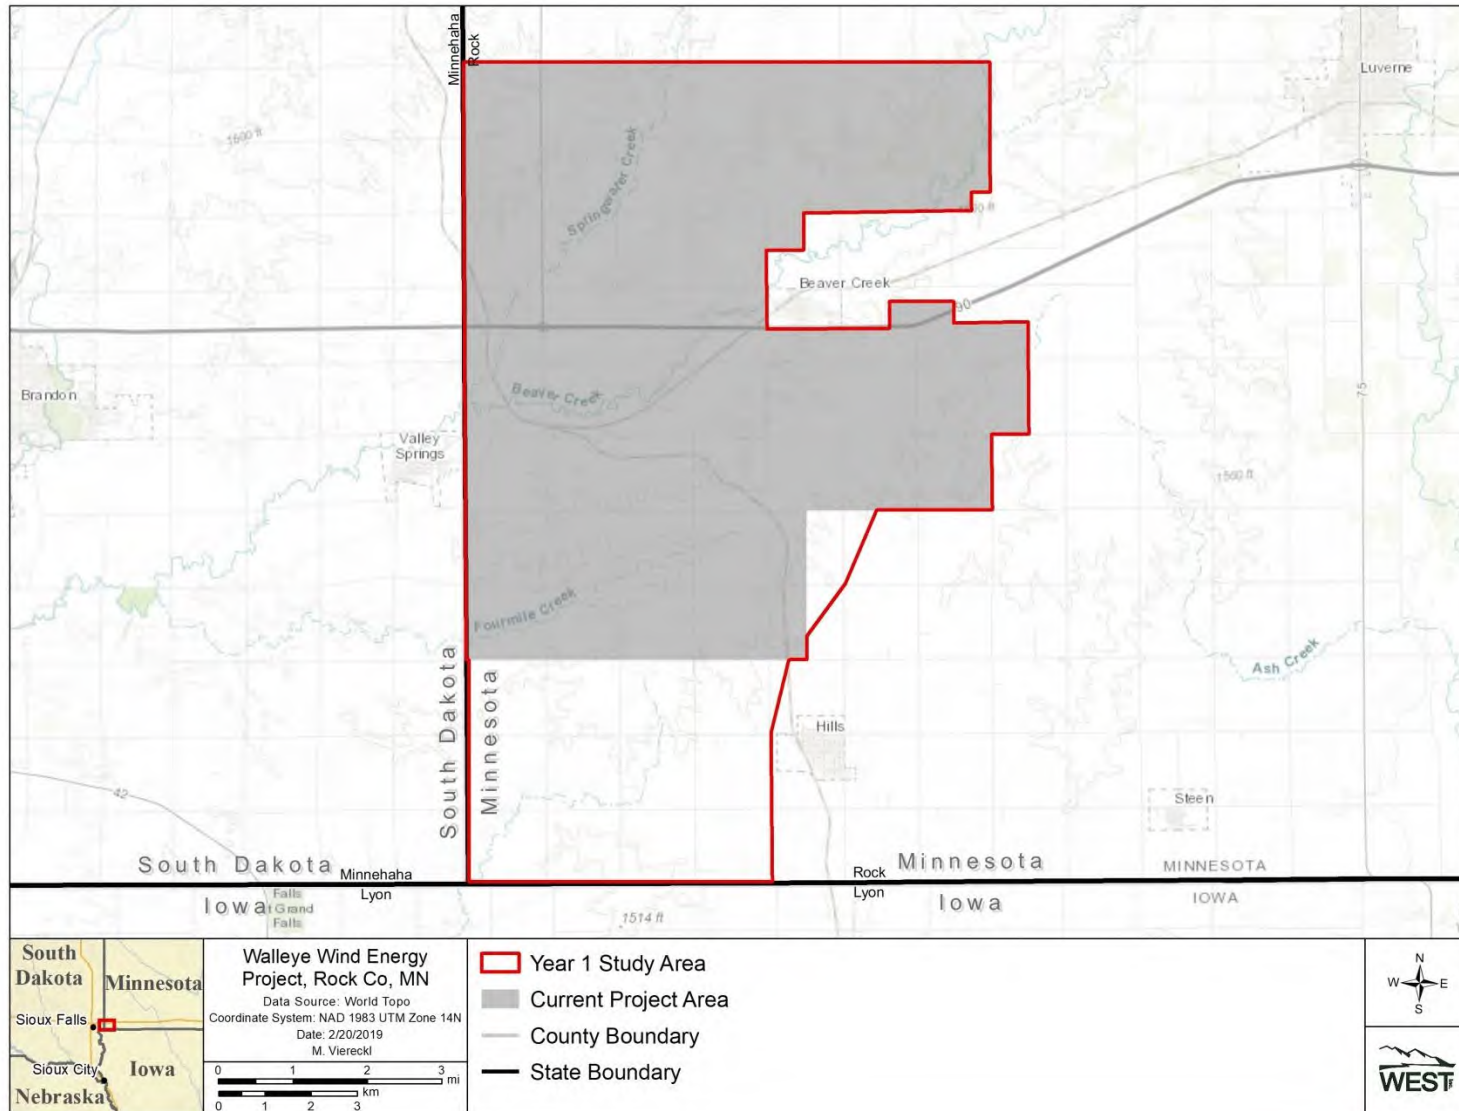 Minnehaha
Rock
Luverne
1600 ft
Springwater Creek
Beaver Creek
90
Beaver Creek
Brandon
Valley
Springs
75
1560 ft
Fourmile Creek
Ash Creek
South Dakota
Minnesota
Hills
Steen
42
South Dakota
Minnehaha
Rock
Minnesota
MINNESOTA
Lyon
Lyon
Iowa
Iowa
IOWA
Falls
Grand
Falls
1514 ft
South
Dakota
Minnesota
Sioux Falls
Sioux City
Iowa
Nebraska
Walleye Wind Energy
Project, Rock Co, MN
Data Source: World Topo
Coordinate System: NAD 1983 UTM Zone 14N
Date: 2/20/2019
M. Viereckl
0 1 2 3 mi
km
0 1 2 3
Year 1 Study Area
Current Project Area
County Boundary
State Boundary
N
W E
S
WEST